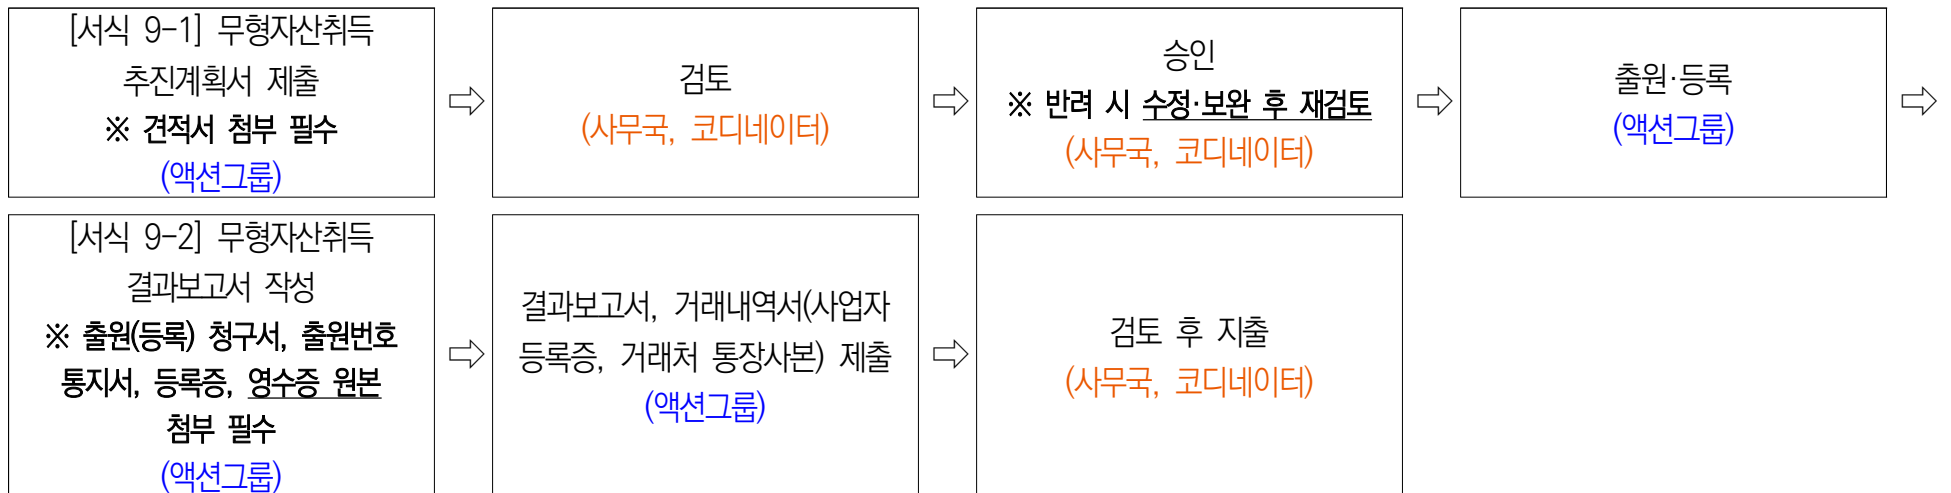 [서식 9-1] 무형자산취득
추진계획서 제출
※ 견적서 첨부 필수
(액션그룹)
⇨
검토
(사무국, 코디네이터)
⇨
승인
※ 반려 시 수정·보완 후 재검토
(사무국, 코디네이터)
⇨
출원·등록
(액션그룹)
⇨
[서식 9-2] 무형자산취득
결과보고서 작성
※ 출원(등록) 청구서, 출원번호
통지서, 등록증, 영수증 원본
첨부 필수
(액션그룹)
⇨
결과보고서, 거래내역서(사업자
등록증, 거래처 통장사본) 제출
(액션그룹)
⇨
검토 후 지출
(사무국, 코디네이터)